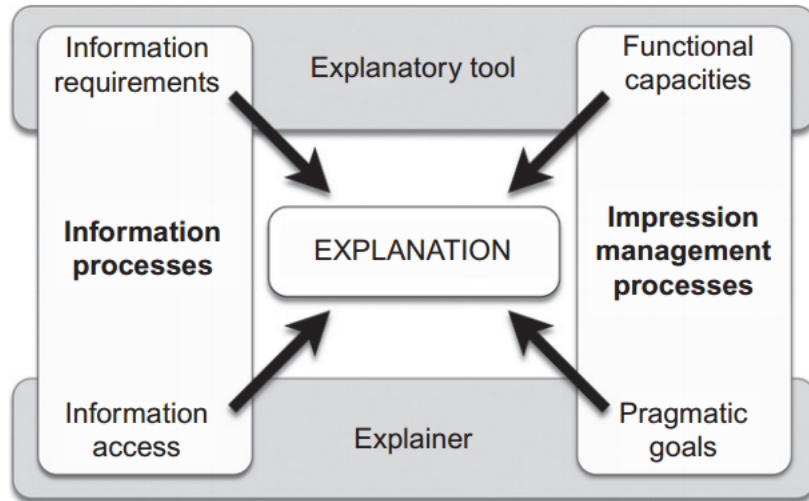 Information
requirements
Explanatory tool
Functional
capacities
Information
processes
EXPLANATION
Impression
management
processes
Information
access
Explainer
Pragmatic
goals